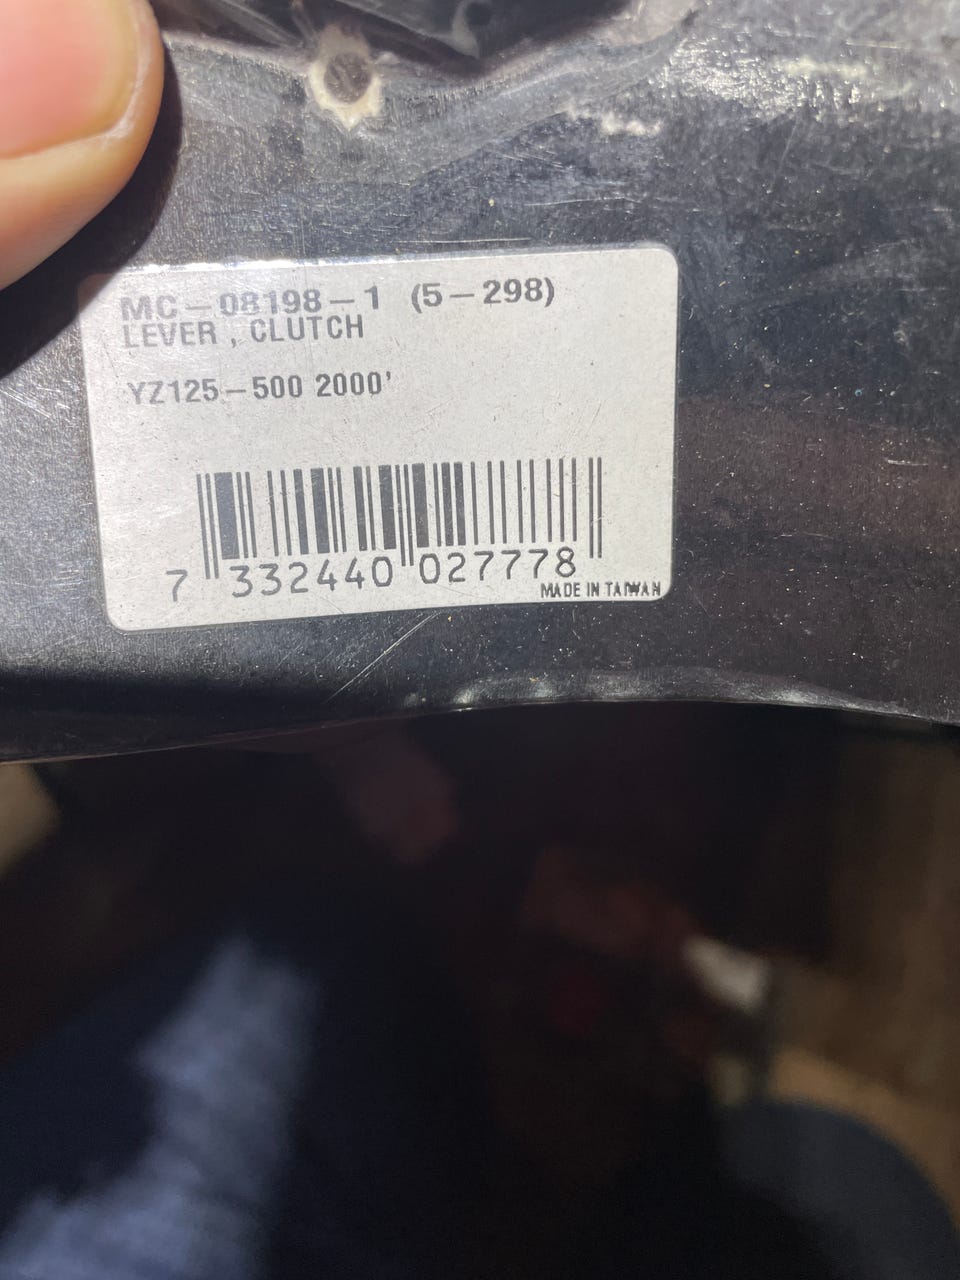 MC-08198-1 (5-298)
LEVER, CLUTCH
YZ125-500 2000'
7 332440 027778
MADE IN TAIWAN